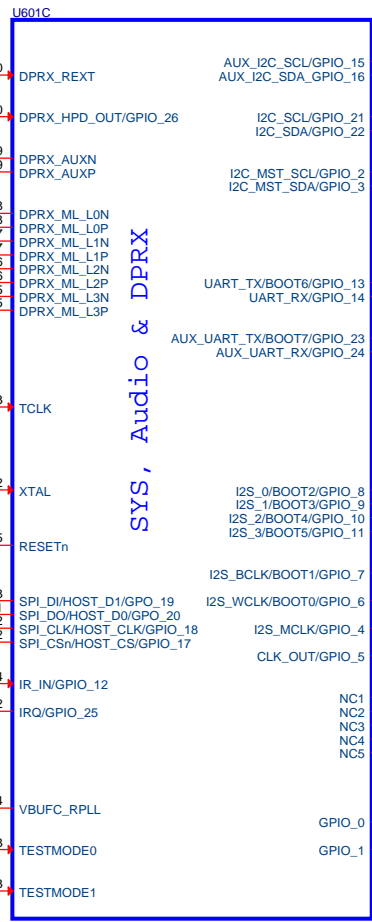 U601C
DPRX_REXT
DPRX_HPD_OUT/GPIO_26
DPRX_AUXN
DPRX_AUXP
DPRX_ML_L0N
DPRX_ML_L0P
DPRX_ML_L1N
DPRX_ML_L1P
DPRX_ML_L2N
DPRX_ML_L2P
DPRX_ML_L3N
DPRX_ML_L3P
TCLK
XTAL
RESETn
SPI_DI/HOST_D1/GPO_19
SPI_DO/HOST_D0/GPO_20
SPI_CLK/HOST_CLK/GPIO_18
SPI_CSn/HOST_CS/GPIO_17
IR_IN/GPIO_12
IRQ/GPIO_25
VBUFC_RPLL
TESTMODE0
TESTMODE1
SYS, Audio & DPRX
AUX_I2C_SCL/GPIO_15
AUX_I2C_SDA_GPIO_16
I2C_SCL/GPIO_21
I2C_SDA/GPIO_22
I2C_MST_SCL/GPIO_2
I2C_MST_SDA/GPIO_3
UART_TX/BOOT6/GPIO_13
UART_RX/GPIO_14
AUX_UART_TX/BOOT7/GPIO_23
AUX_UART_RX/GPIO_24
I2S_0/BOOT2/GPIO_8
I2S_1/BOOT3/GPIO_9
I2S_2/BOOT4/GPIO_10
I2S_3/BOOT5/GPIO_11
I2S_BCLK/BOOT1/GPIO_7
I2S_WCLK/BOOT0/GPIO_6
I2S_MCLK/GPIO_4
CLK_OUT/GPIO_5
NC1
NC2
NC3
NC4
NC5
GPIO_0
GPIO_1